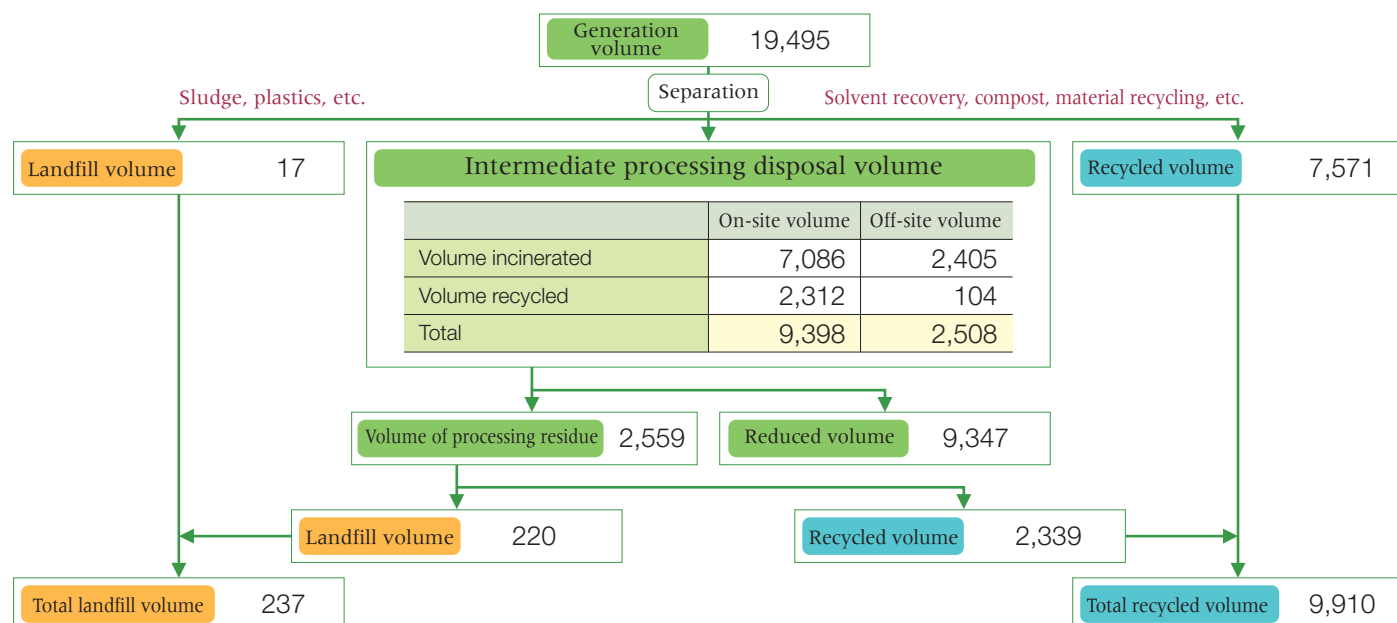 Generation
volume
19,495
Separation
Sludge, plastics, etc.
Solvent recovery, compost, material recycling, etc.
Landfill volume 17
Intermediate processing disposal volume
Recycled volume 7,571
On-site volume Off-site volume
Volume incinerated 7,086 2,405
Volume recycled 2,312 104
Total 9,398 2,508
Volume of processing residue 2,559
Reduced volume 9,347
Landfill volume 220
Recycled volume 2,339
Total landfill volume 237
Total recycled volume 9,910